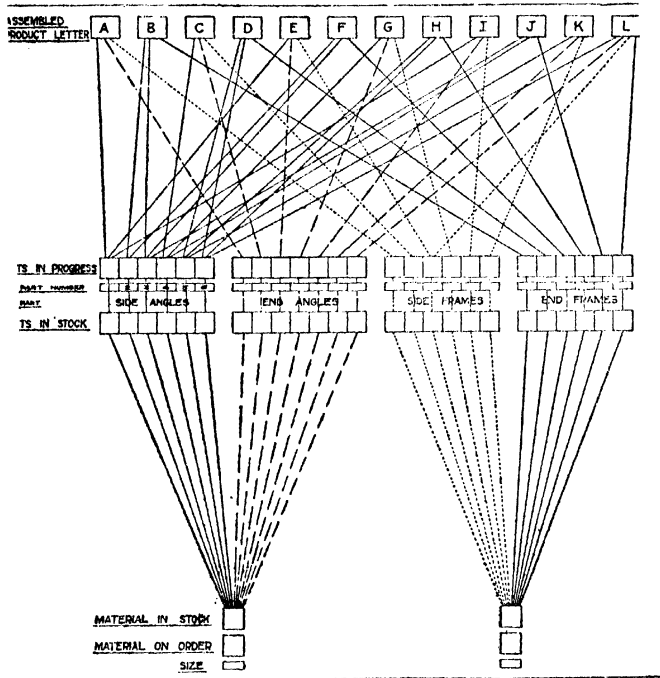 ASSEMBLED
PRODUCT LETTER A B C D E F G H I J K L
TS IN PROGRESS
PART NUMBER
PART SIDE ANGLES END ANGLES SIDE FRAMES END FRAMES
TS IN STOCK
MATERIAL IN STOCK
MATERIAL ON ORDER
SIZE